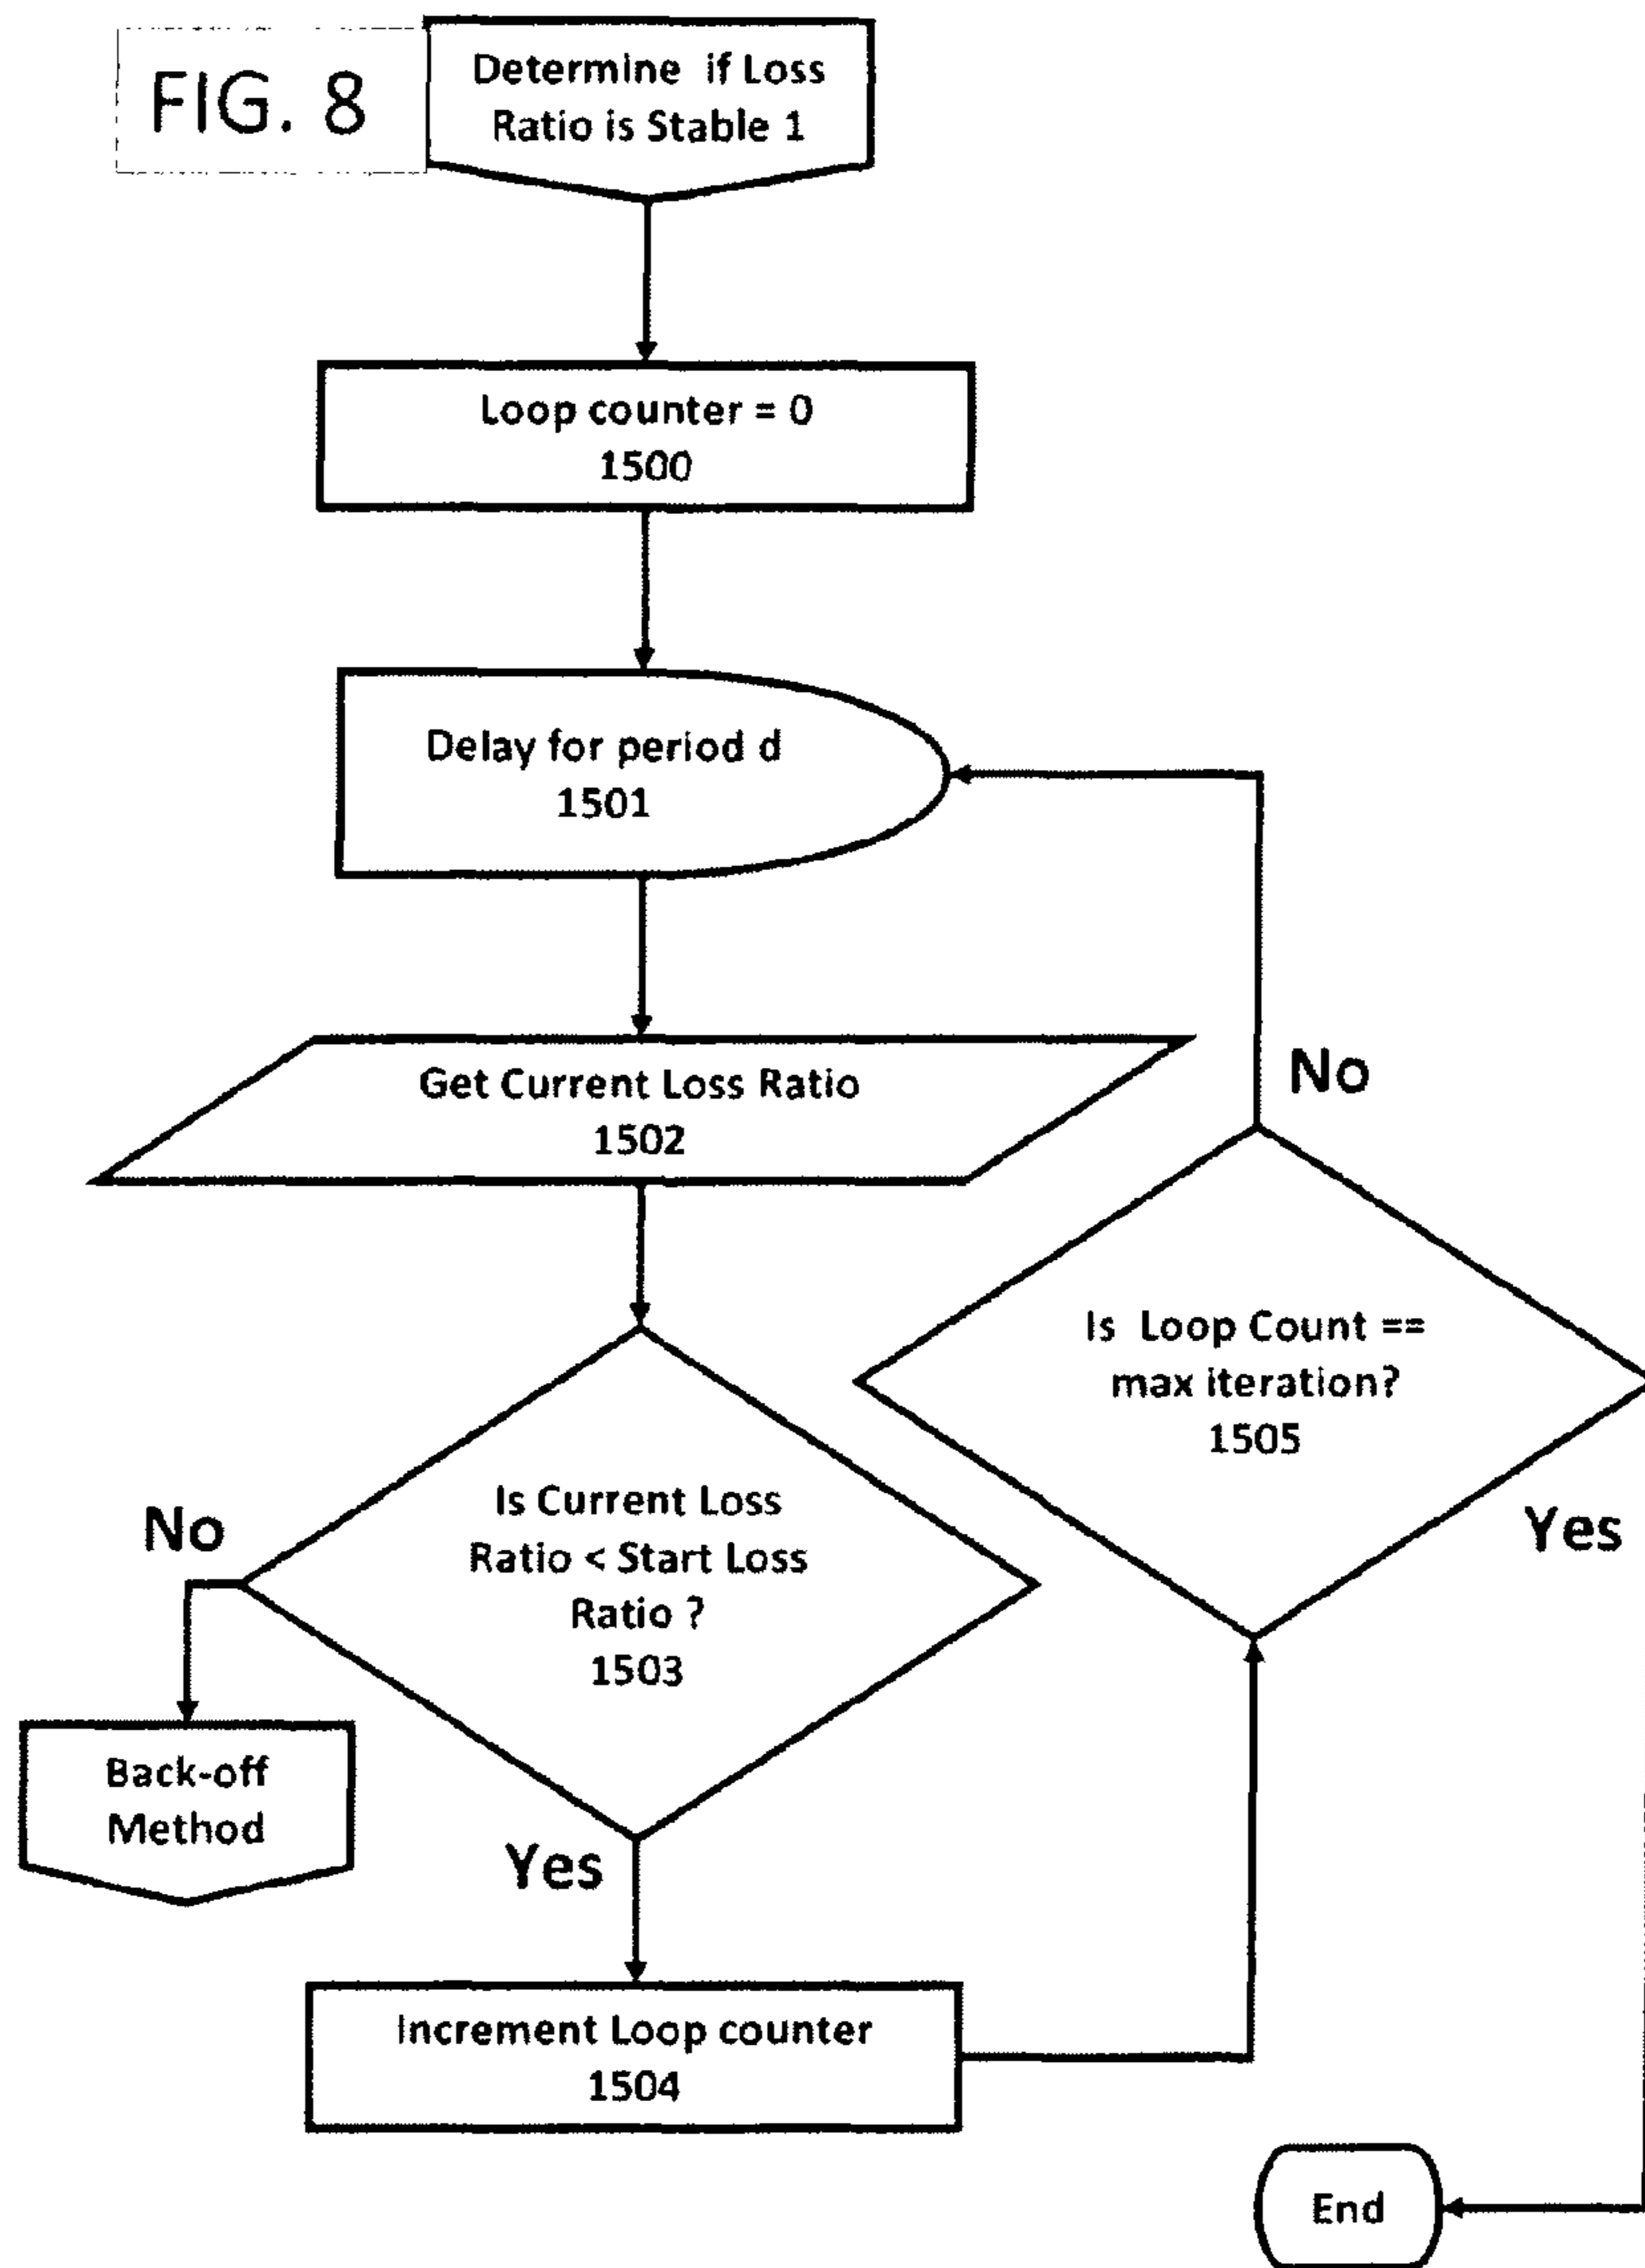 FIG. 8
Determine if Loss
Ratio is Stable 1
Loop counter = 0
1500
Delay for period d
1501
Get Current Loss Ratio
1502
No
Is Loop Count ==
max iteration?
1505
Yes
Is Current Loss
Ratio < Start Loss
Ratio ?
1503
No
Back-off
Method
Yes
Increment Loop counter
1504
End